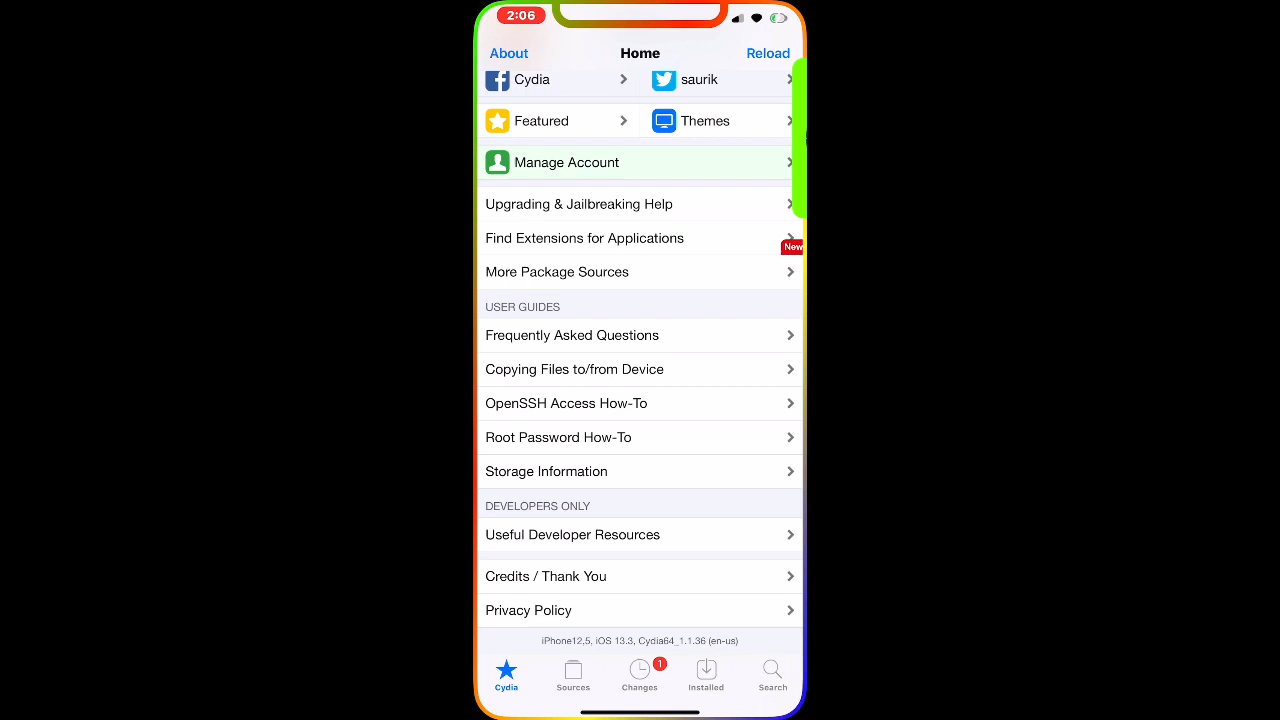 2:06
About Home Reload
Cydia saurik
Featured Themes
Manage Account
Upgrading & Jailbreaking Help
Find Extensions for Applications
New
More Package Sources
USER GUIDES
Frequently Asked Questions
Copying Files to/from Device
OpenSSH Access How-To
Root Password How-To
Storage Information
DEVELOPERS ONLY
Useful Developer Resources
Credits / Thank You
Privacy Policy
iPhone12,5, iOS 13.3, Cydia64_1.1.36 (en-us)
1
Cydia Sources Changes Installed Search